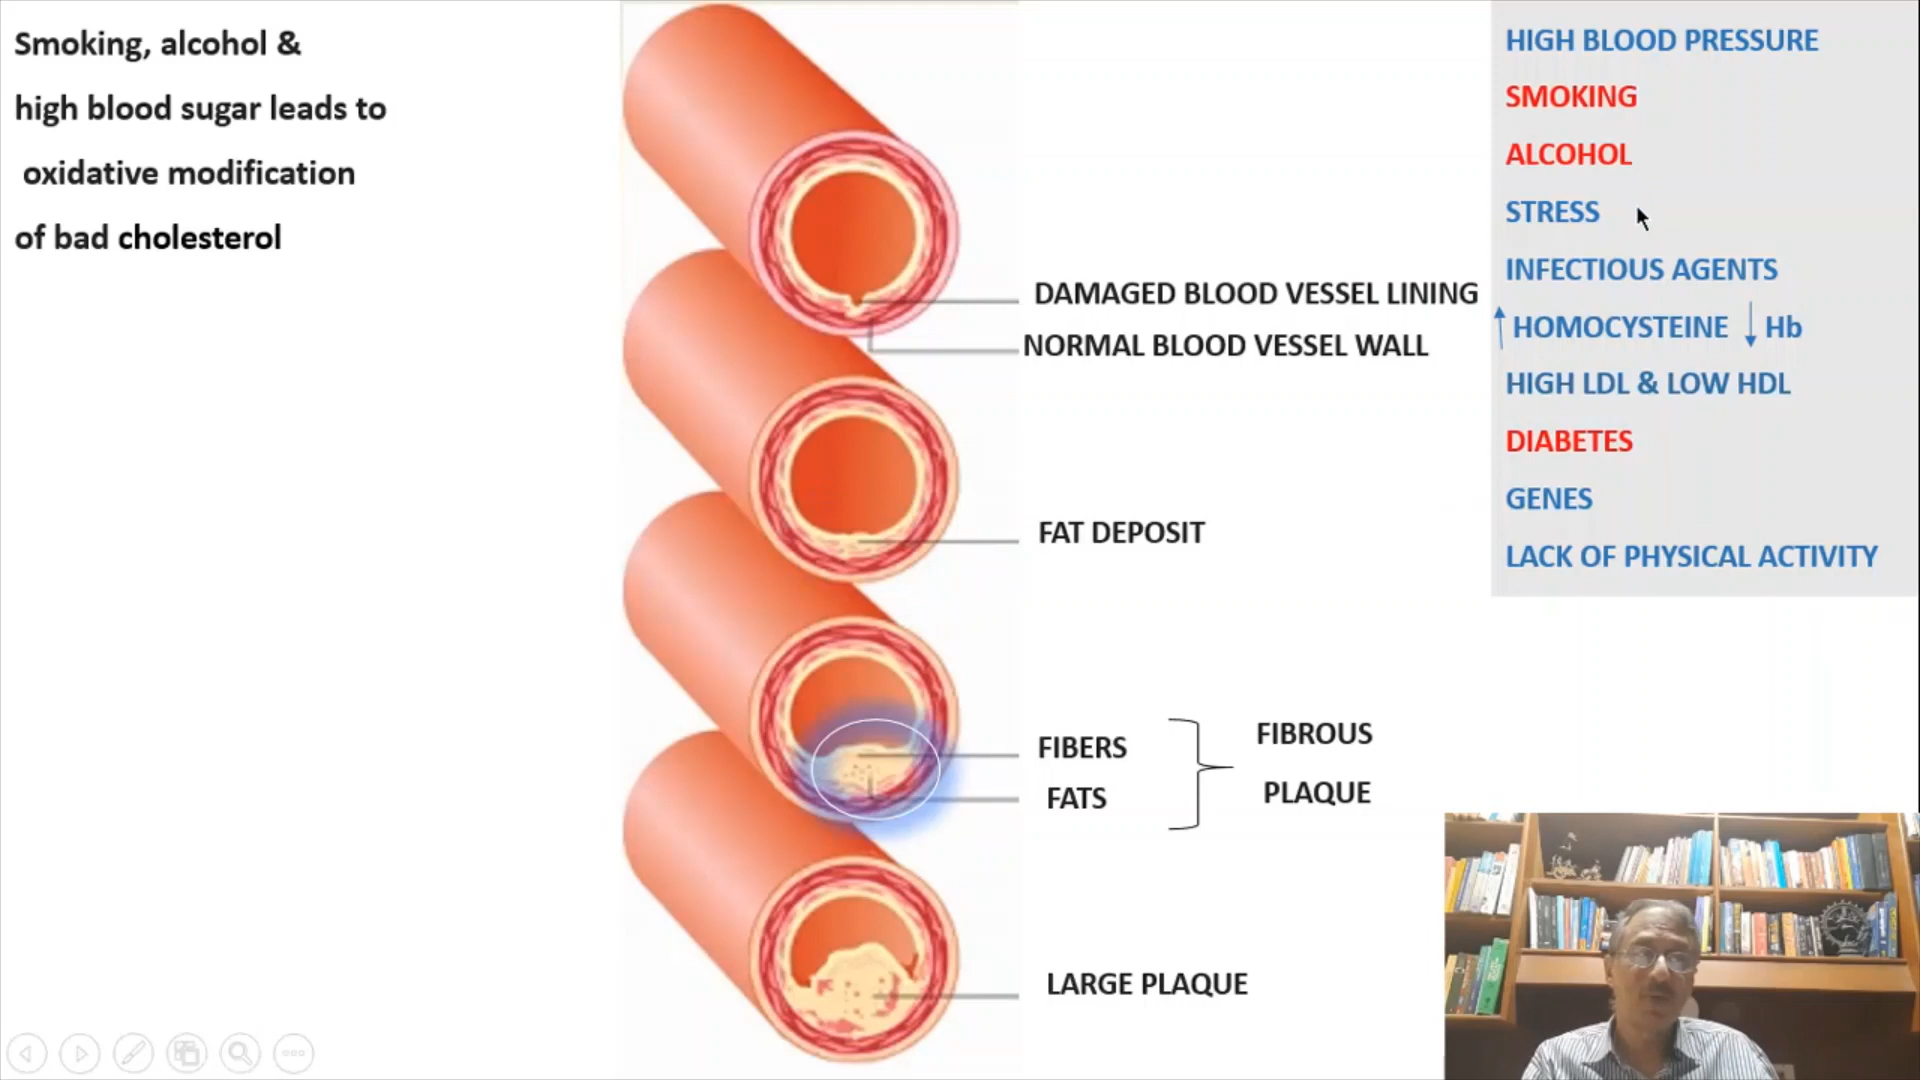 Smoking, alcohol &
high blood sugar leads to
oxidative modification
of bad cholesterol
DAMAGED BLOOD VESSEL LINING
NORMAL BLOOD VESSEL WALL
FAT DEPOSIT
FIBERS
FATS
FIBROUS
PLAQUE
LARGE PLAQUE
HIGH BLOOD PRESSURE
SMOKING
ALCOHOL
STRESS
INFECTIOUS AGENTS
↑ HOMOCYSTEINE ↓ Hb
HIGH LDL & LOW HDL
DIABETES
GENES
LACK OF PHYSICAL ACTIVITY